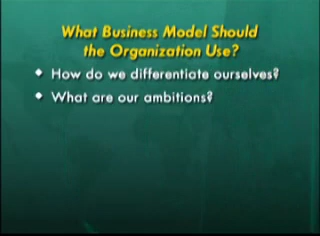 What Business Model Should
the Organization Use?
How do we differentiate ourselves?
What are our ambitions?